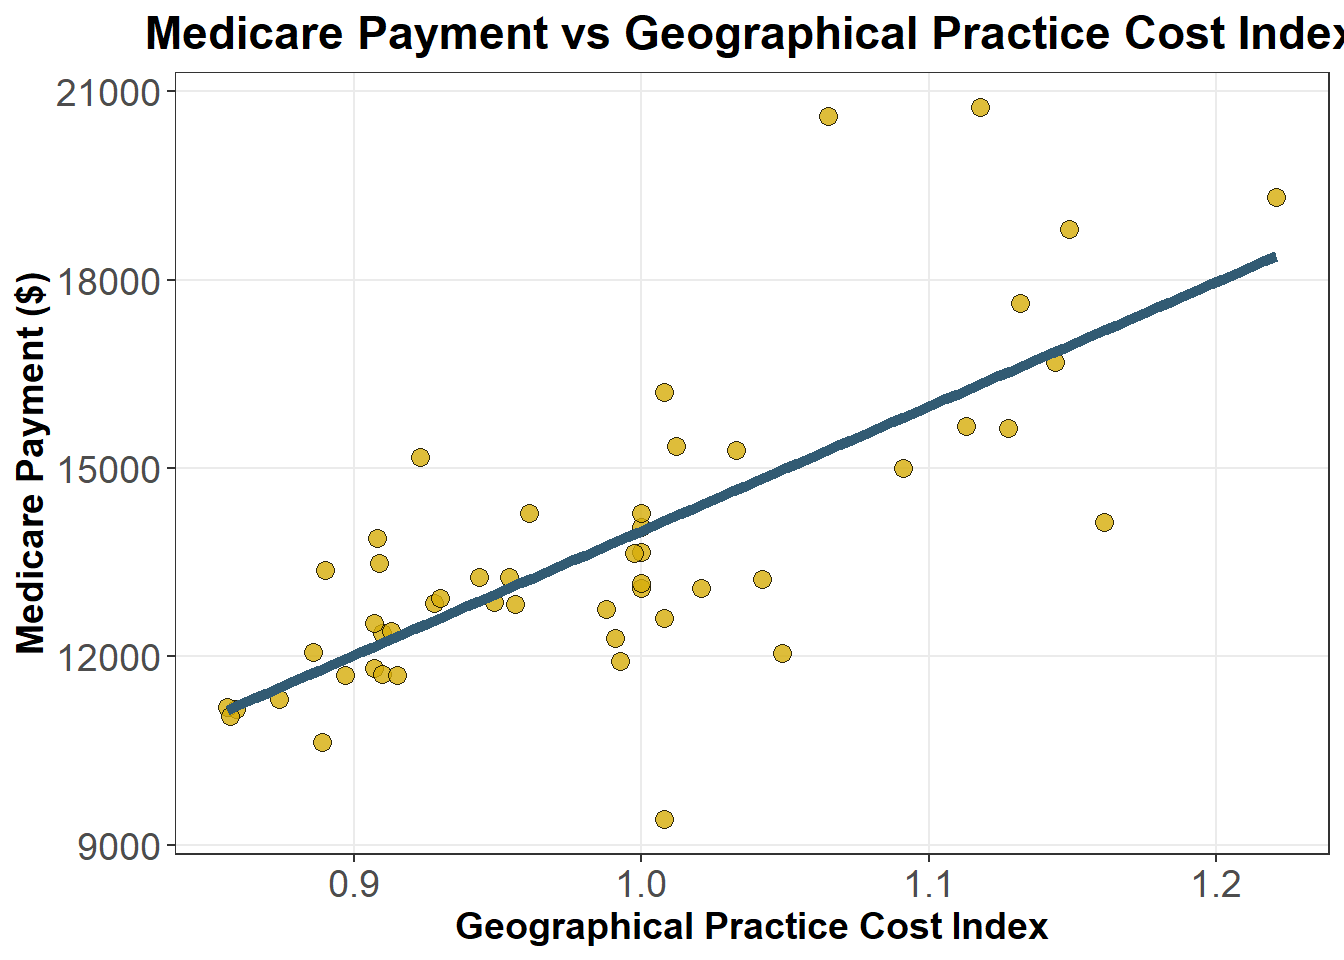 Medicare Payment vs Geographical Practice Cost Index
21000
18000
15000
12000
9000
Medicare Payment ($)
0.9 1.0 1.1 1.2
Geographical Practice Cost Index